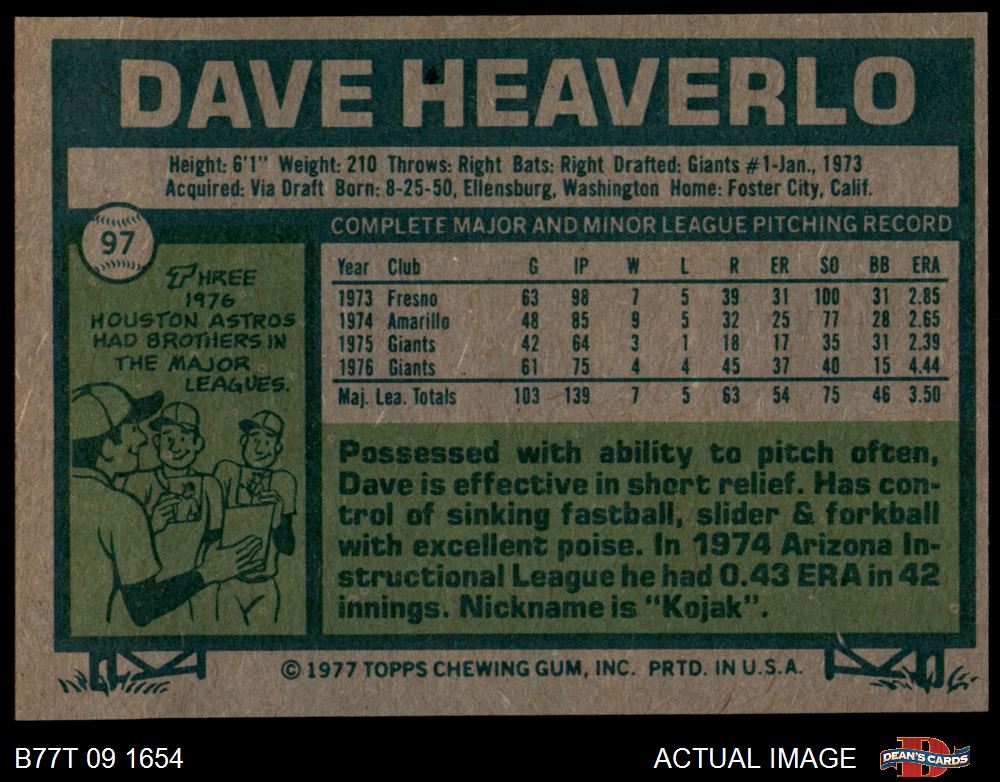 DAVE HEAVERLO
Height: 6'1" Weight: 210 Throws: Right Bats: Right Drafted: Giants #1-Jan., 1973
Acquired: Via Draft Born: 8-25-50, Ellensburg, Washington Home: Foster City, Calif.
97
THREE
1976
HOUSTON ASTROS
HAD BROTHERS IN
THE MAJOR
LEAGUES.
COMPLETE MAJOR AND MINOR LEAGUE PITCHING RECORD
Year Club G IP W L R ER SO BB ERA
1973 Fresno 63 98 7 5 39 31 100 31 2.85
1974 Amarillo 48 85 9 5 32 25 77 28 2.65
1975 Giants 42 64 3 1 18 17 35 31 2.39
1976 Giants 61 75 4 4 45 37 40 15 4.44
Maj. Lea. Totals 103 139 7 5 63 54 75 46 3.50
Possessed with ability to pitch often,
Dave is effective in short relief. Has con-
trol of sinking fastball, slider & forkball
with excellent poise. In 1974 Arizona In-
structional League he had 0.43 ERA in 42
innings. Nickname is "Kojak".
© 1977 TOPPS CHEWING GUM, INC. PRTD. IN U.S.A.
B77T 09 1654
ACTUAL IMAGE
DEAN'S CARDS